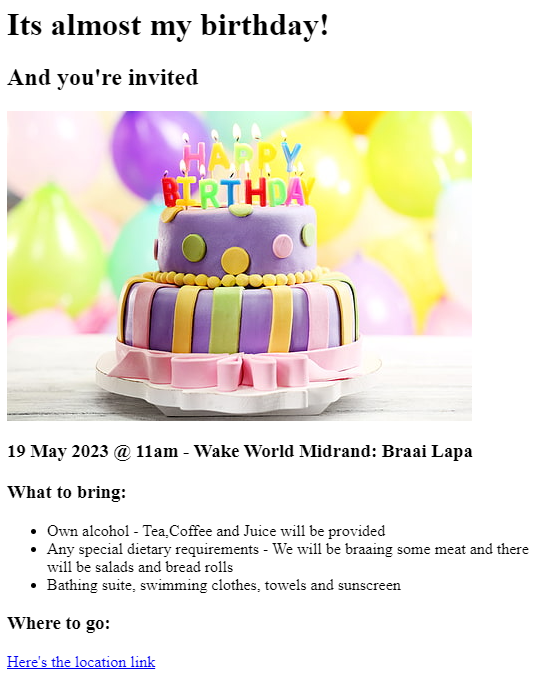 Its almost my birthday!
And you're invited
HAPPY
BIRTHDAY
19 May 2023 @ 11am - Wake World Midrand: Braai Lapa
What to bring:
Own alcohol - Tea,Coffee and Juice will be provided
Any special dietary requirements - We will be braaing some meat and there
will be salads and bread rolls
Bathing suite, swimming clothes, towels and sunscreen
Where to go:
Here's the location link